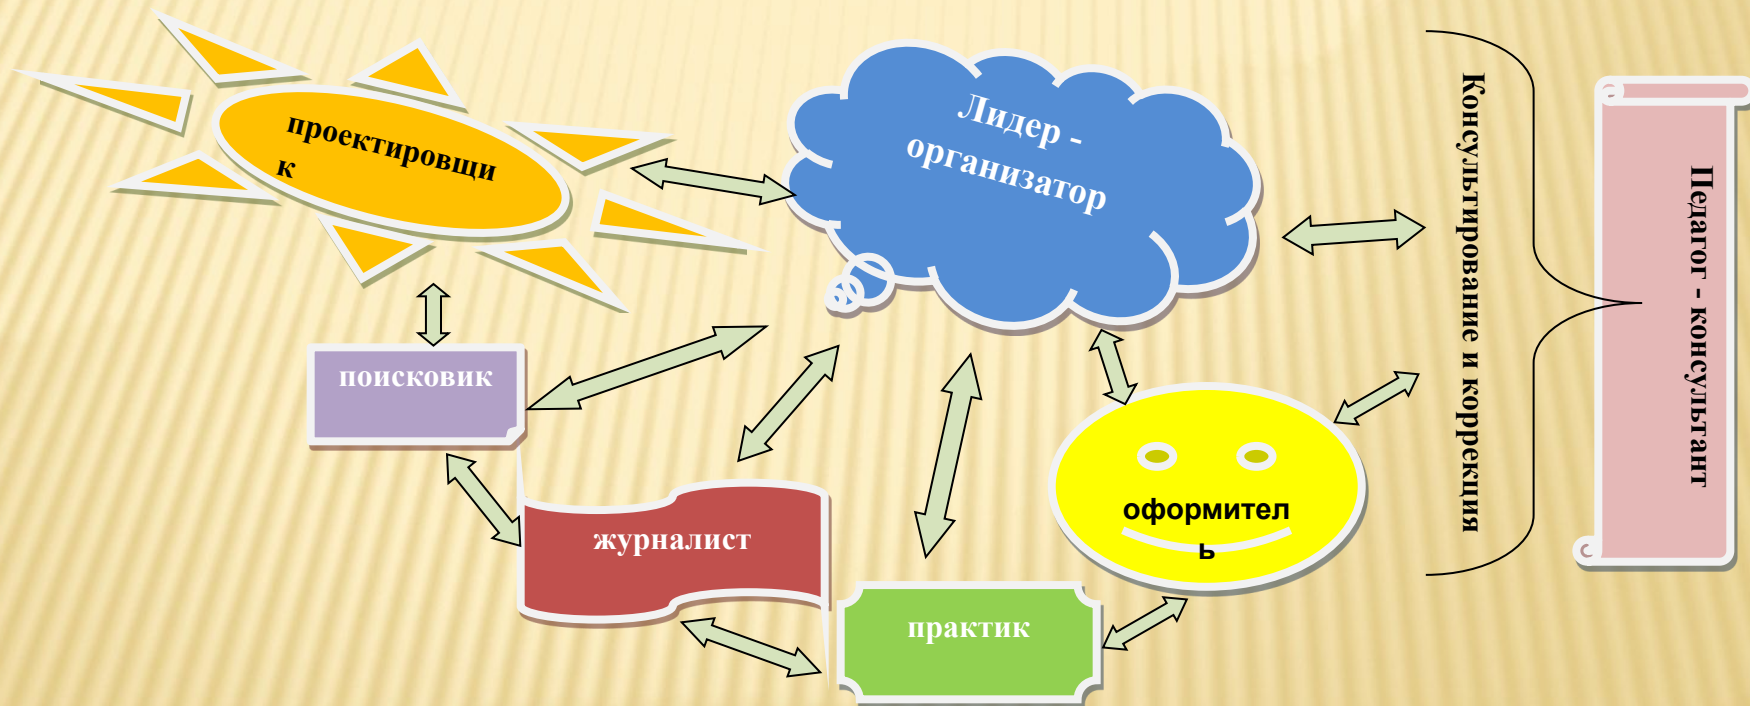 проектировщи
к
Лидер -
организатор
Консультирование и коррекция
Педагог - консультант
поисковик
журналист
оформител
ь
практик